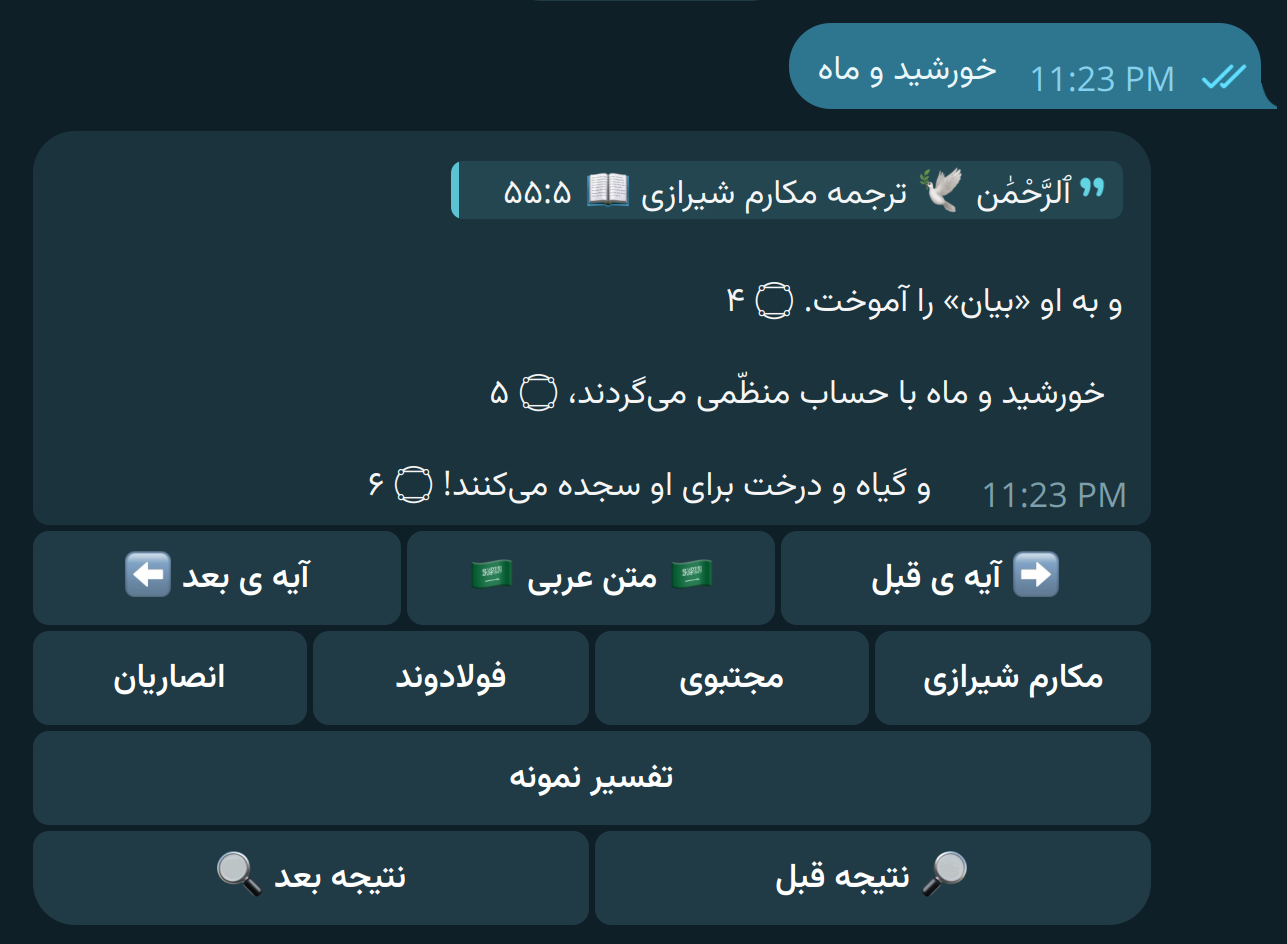 خورشید و ماه 11:23 PM
ٱلرَّحْمَٰن 🕊 ترجمه مکارم شیرازی 📖 ۵۵:۵
و به او «بیان» را آموخت. ۝ ۴
خورشید و ماه با حساب منظّمی می‌گردند، ۝ ۵
و گیاه و درخت برای او سجده می‌کنند! ۝ ۶
11:23 PM
➡️ آیه ی قبل
🇸🇦 متن عربی 🇸🇦
آیه ی بعد ⬅️
مکارم شیرازی
مجتبوی
فولادوند
انصاریان
تفسیر نمونه
🔎 نتیجه قبل
نتیجه بعد 🔍